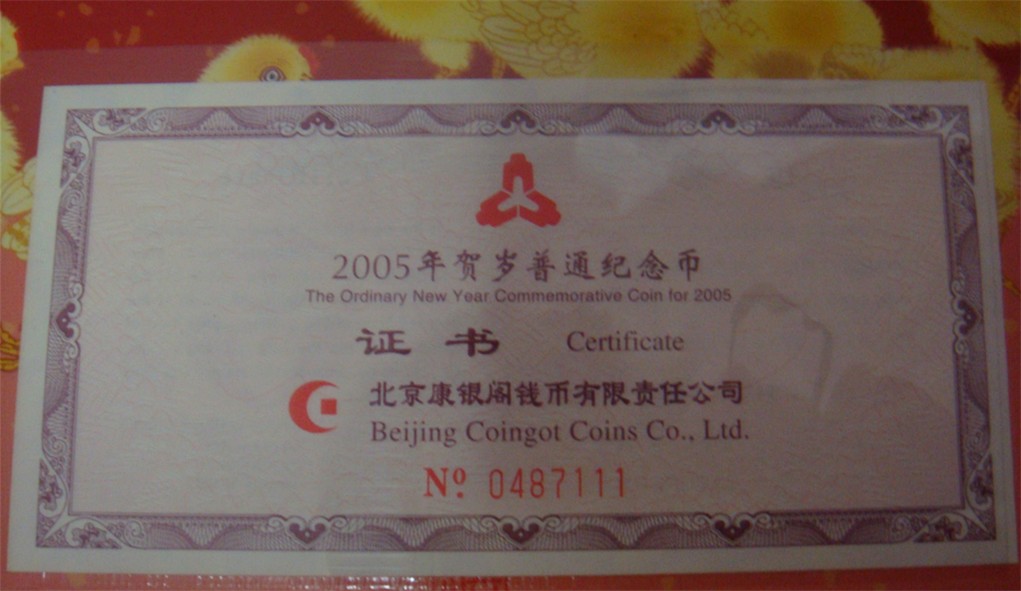 2005年贺岁普通纪念币
The Ordinary New Year Commemorative Coin for 2005
证书 Certificate
北京康银阁钱币有限责任公司
Beijing Coingot Coins Co., Ltd.
Nº 0487111